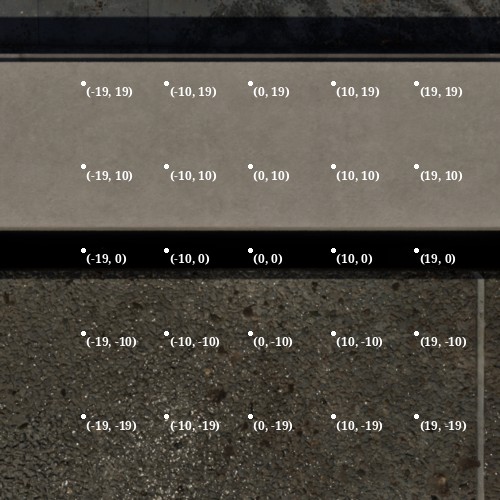 (-19, 19) (-10, 19) (0, 19) (10, 19) (19, 19)
(-19, 10) (-10, 10) (0, 10) (10, 10) (19, 10)
(-19, 0) (-10, 0) (0, 0) (10, 0) (19, 0)
(-19, -10) (-10, -10) (0, -10) (10, -10) (19, -10)
(-19, -19) (-10, -19) (0, -19) (10, -19) (19, -19)